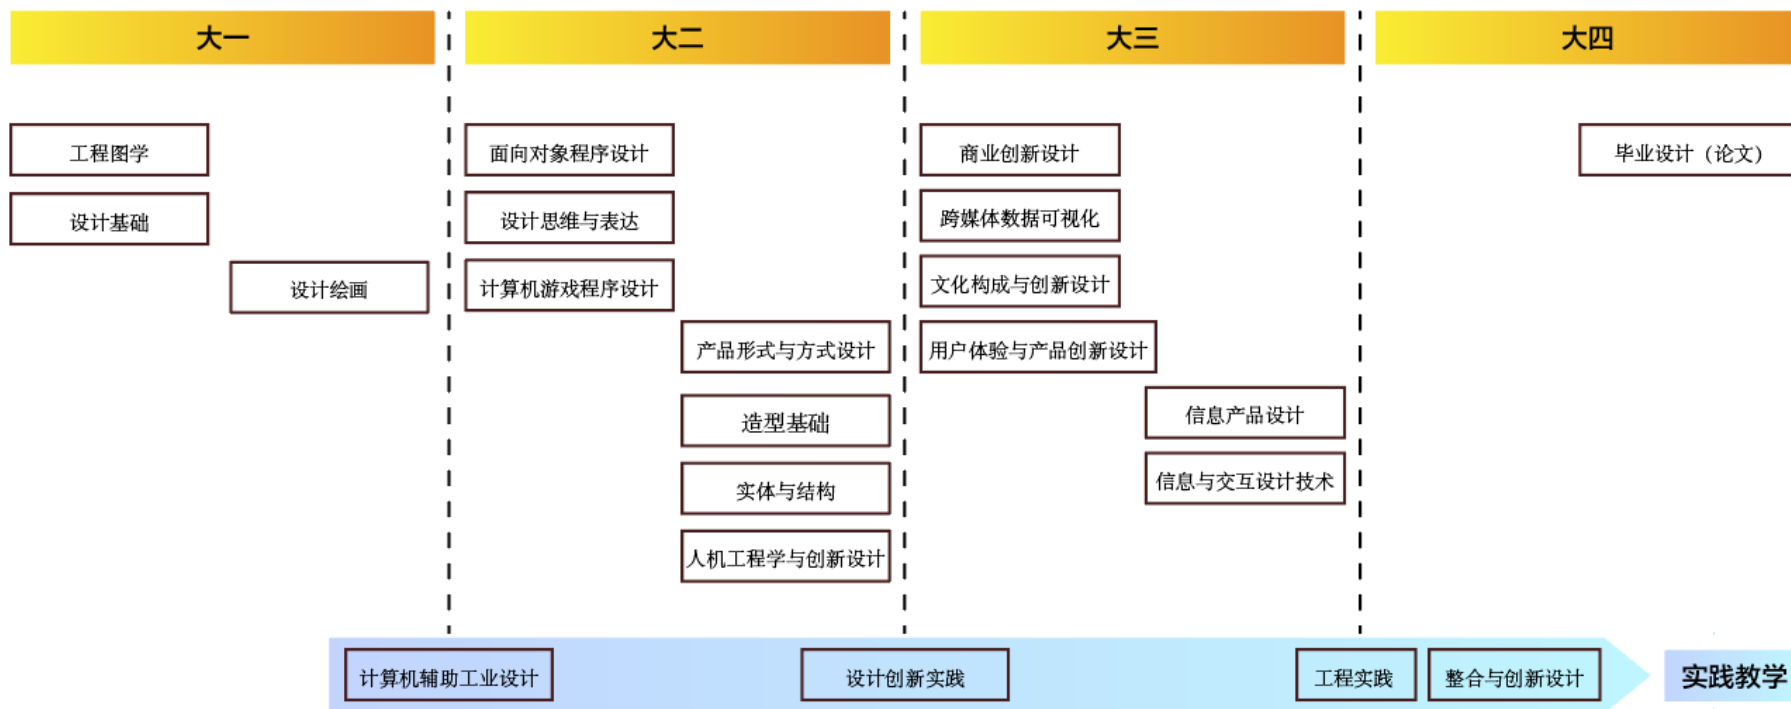 大一
大二
大三
大四
工程图学
面向对象程序设计
商业创新设计
毕业设计（论文）
设计基础
设计思维与表达
跨媒体数据可视化
设计绘画
计算机游戏程序设计
文化构成与创新设计
产品形式与方式设计
用户体验与产品创新设计
造型基础
信息产品设计
实体与结构
信息与交互设计技术
人机工程学与创新设计
计算机辅助工业设计
设计创新实践
工程实践
整合与创新设计
实践教学